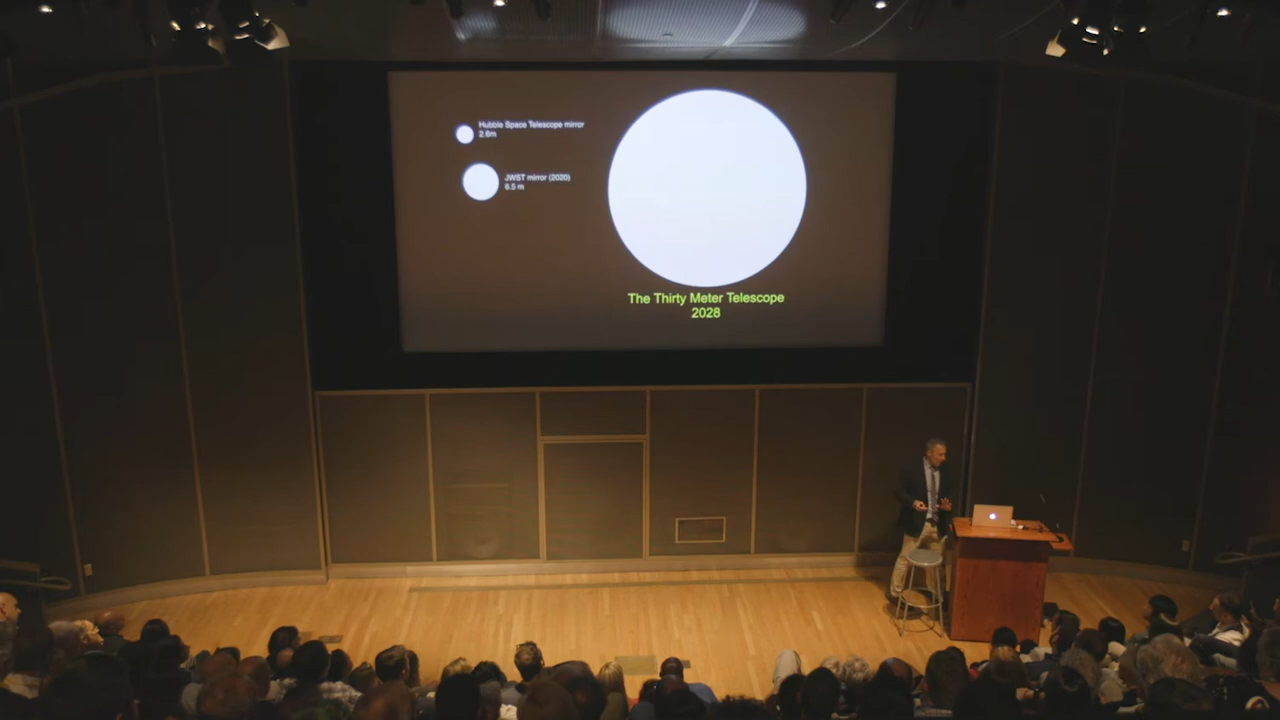 Hubble Space Telescope mirror
2.6m
JWST mirror (2020)
6.5 m
The Thirty Meter Telescope
2028